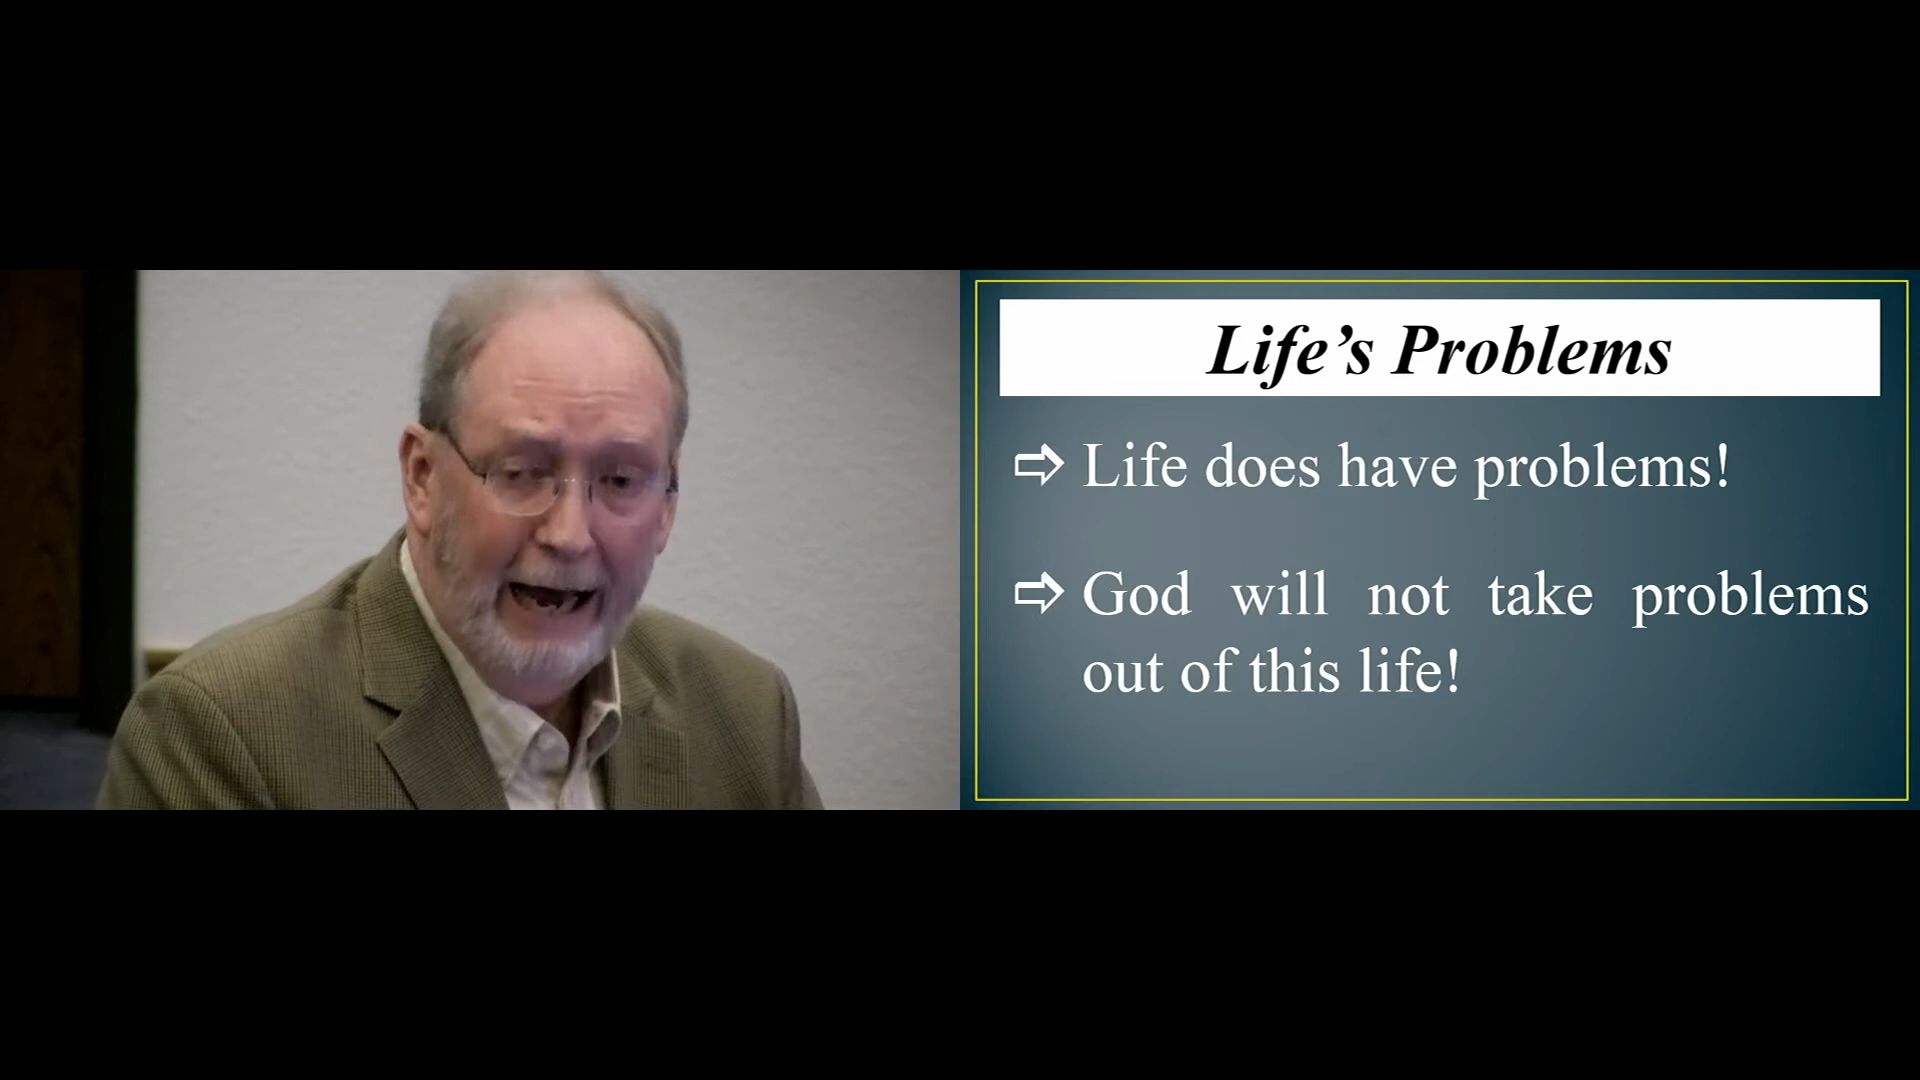 Life’s Problems
⇨ Life does have problems!
⇨ God will not take problems
out of this life!